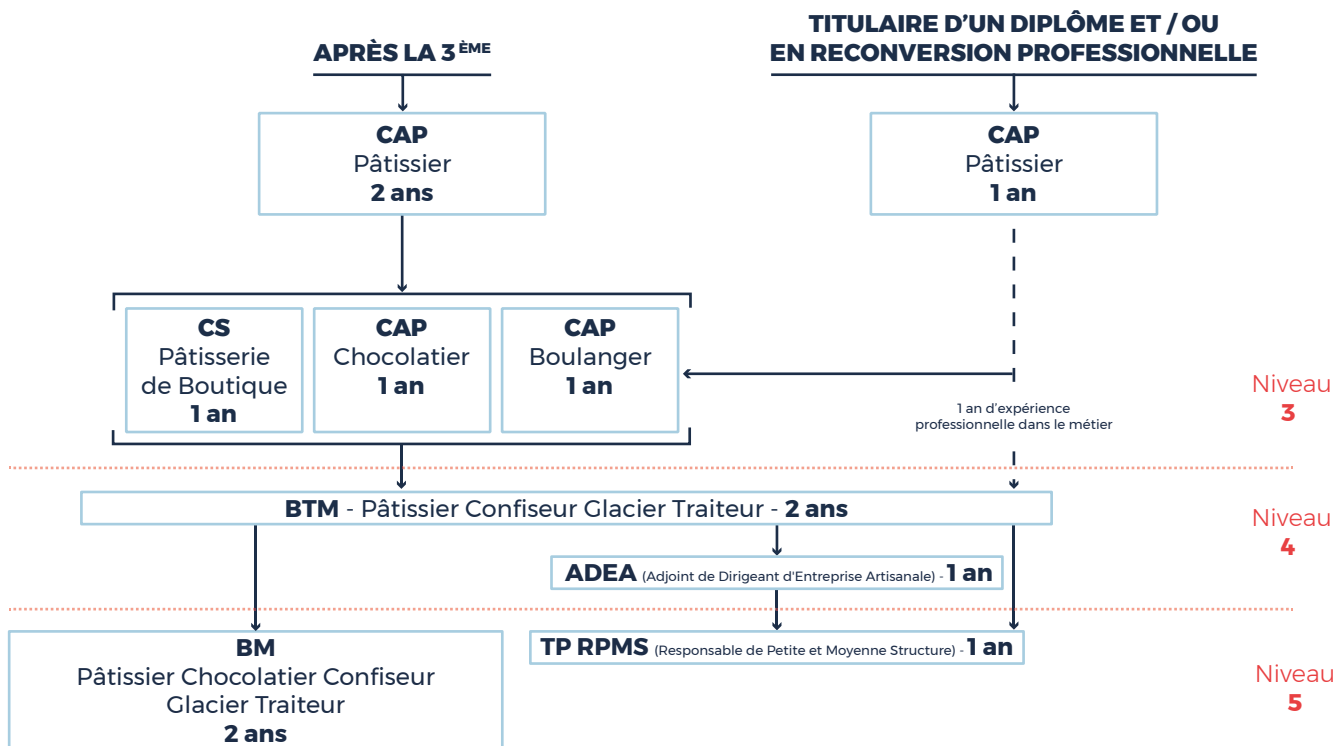 APRÈS LA 3ÈME
TITULAIRE D'UN DIPLÔME ET / OU
EN RECONVERSION PROFESSIONNELLE
CAP
Pâtissier
2 ans
CAP
Pâtissier
1 an
CS
Pâtisserie
de Boutique
1 an
CAP
Chocolatier
1 an
CAP
Boulanger
1 an
1 an d'expérience
professionnelle dans le métier
Niveau
3
BTM - Pâtissier Confiseur Glacier Traiteur - 2 ans
ADEA (Adjoint de Dirigeant d'Entreprise Artisanale) - 1 an
Niveau
4
BM
Pâtissier Chocolatier Confiseur
Glacier Traiteur
2 ans
TP RPMS (Responsable de Petite et Moyenne Structure) - 1 an
Niveau
5